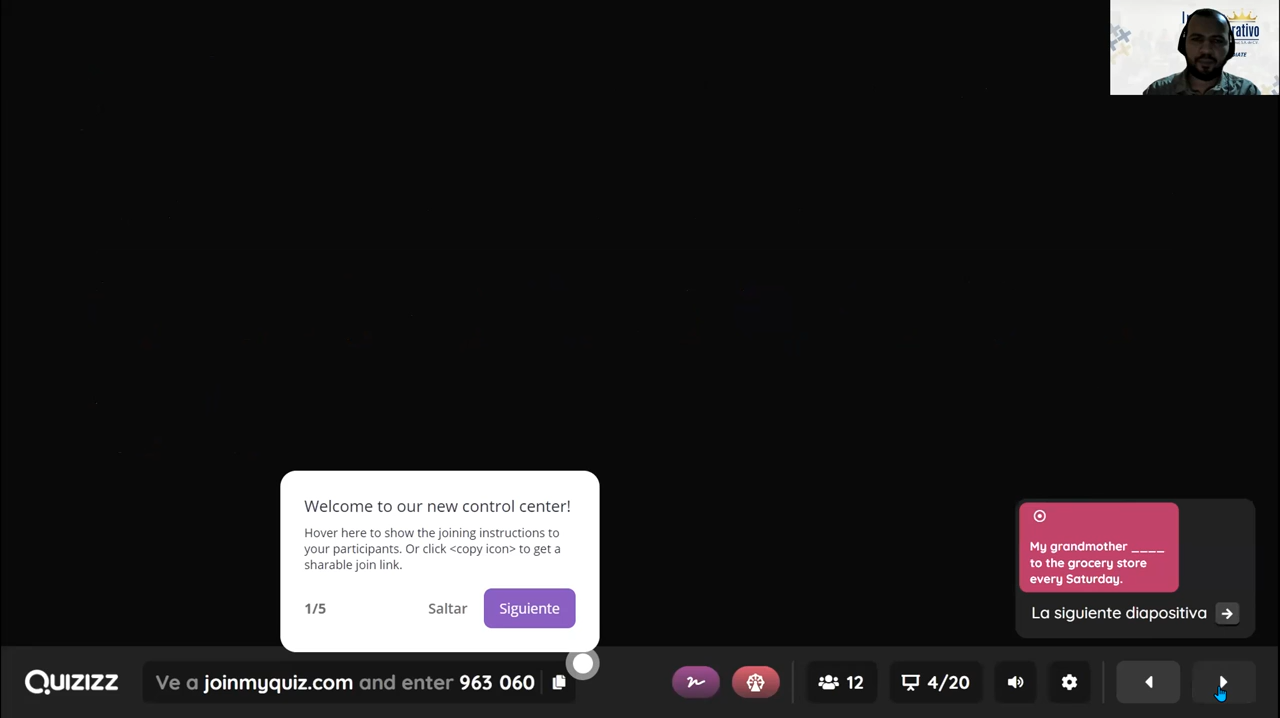 rativo
Welcome to our new control center!
Hover here to show the joining instructions to
your participants. Or click <copy icon> to get a
sharable join link.
1/5
Saltar
Siguiente
My grandmother ____
to the grocery store
every Saturday.
La siguiente diapositiva
Quizizz
Ve a joinmyquiz.com and enter 963 060
12
4/20